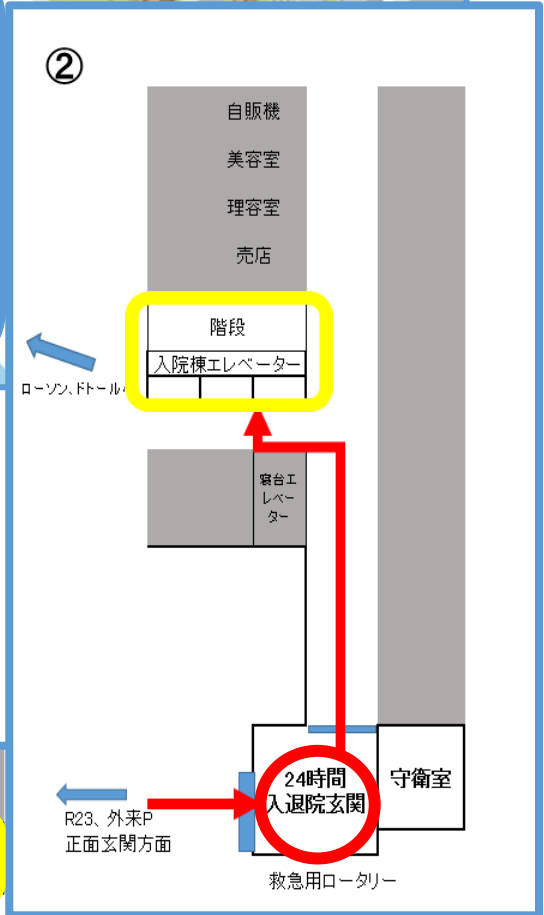 ②
自販機
美容室
理容室
売店
階段
入院棟エレベーター
ローソン、ドトール
寝台エ
レベー
ター
24時間
入退院玄関
守衛室
R23、外来P
正面玄関方面
救急用ロータリー